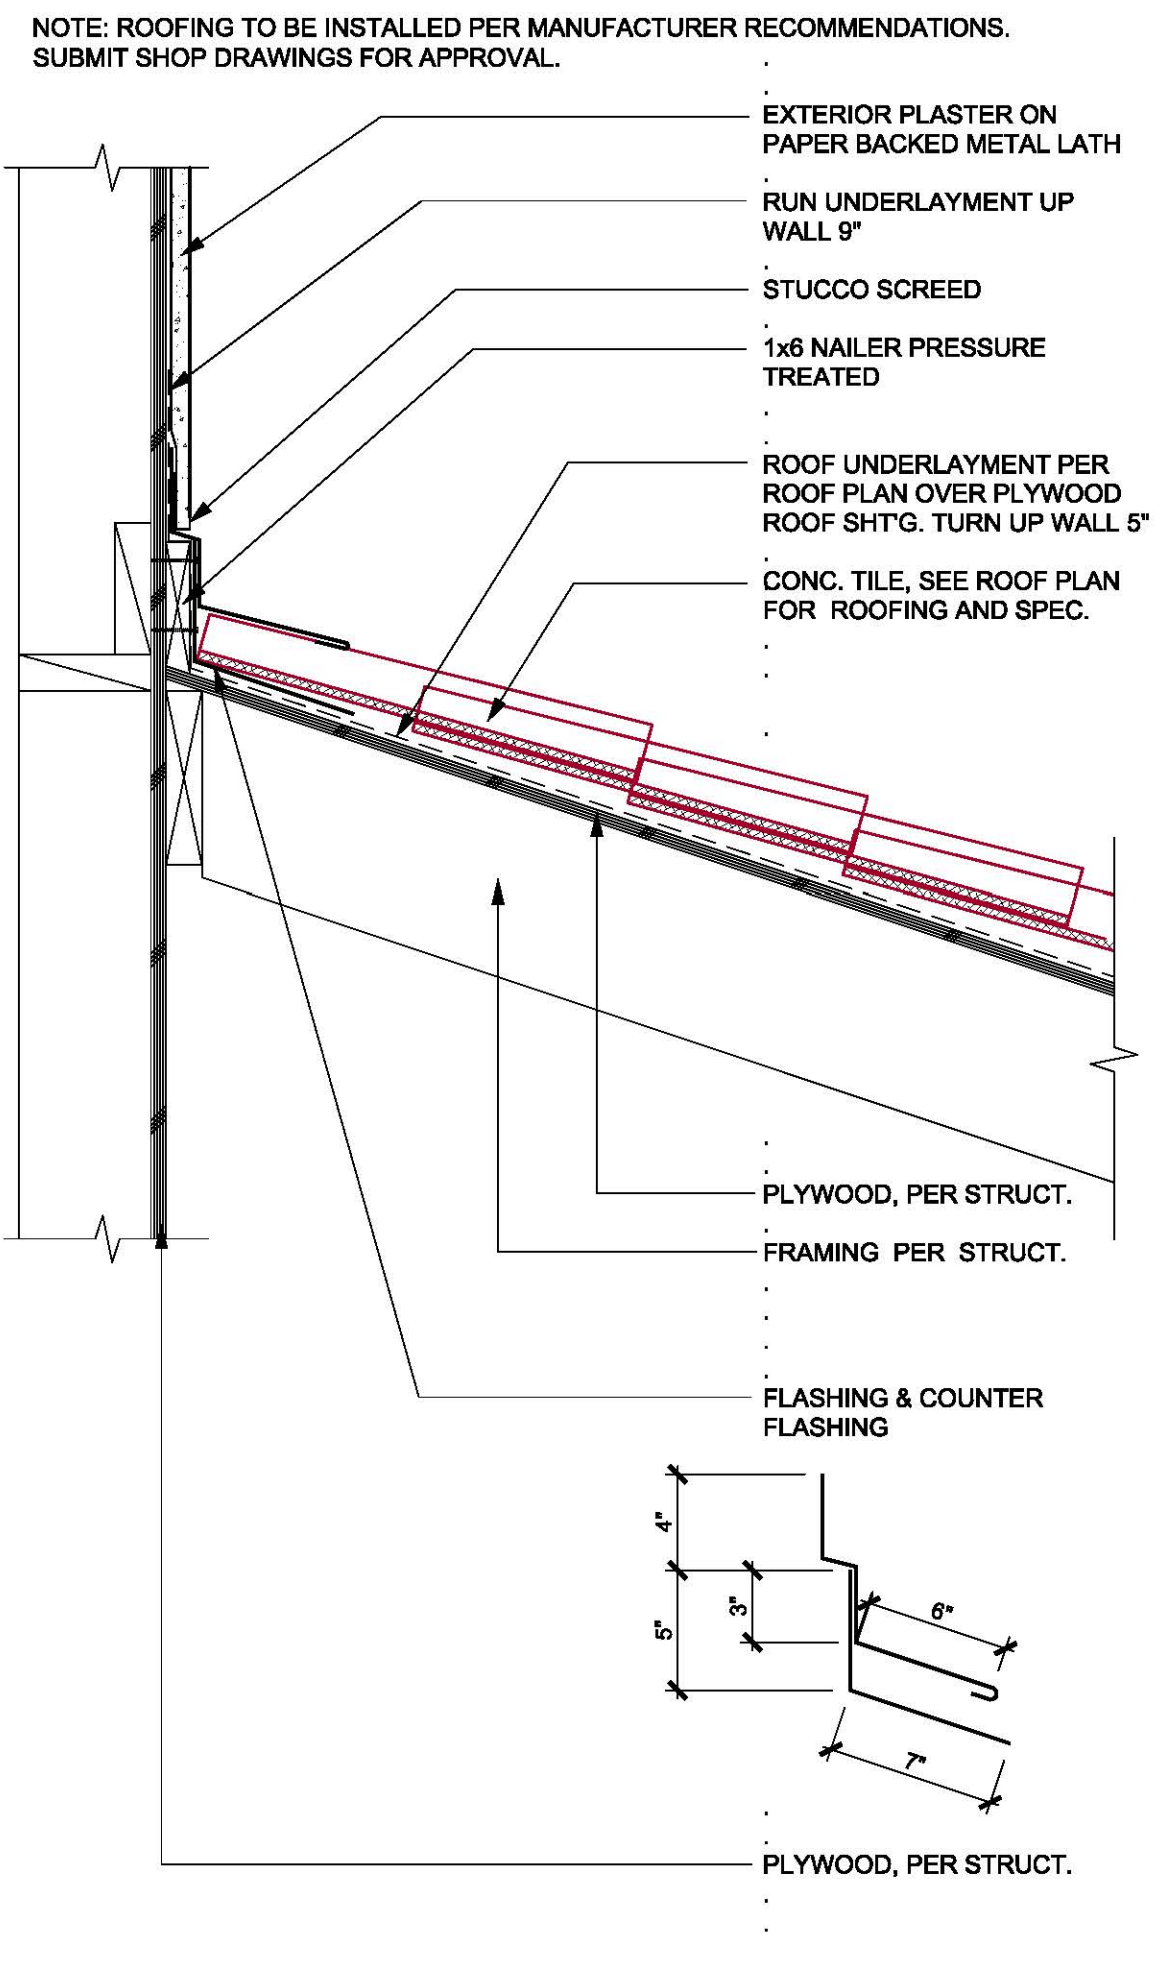 NOTE: ROOFING TO BE INSTALLED PER MANUFACTURER RECOMMENDATIONS.
SUBMIT SHOP DRAWINGS FOR APPROVAL.
EXTERIOR PLASTER ON
PAPER BACKED METAL LATH
RUN UNDERLAYMENT UP
WALL 9"
STUCCO SCREED
1x6 NAILER PRESSURE
TREATED
ROOF UNDERLAYMENT PER
ROOF PLAN OVER PLYWOOD
ROOF SHT'G. TURN UP WALL 5"
CONC. TILE, SEE ROOF PLAN
FOR ROOFING AND SPEC.
PLYWOOD, PER STRUCT.
FRAMING PER STRUCT.
FLASHING & COUNTER
FLASHING
4"
5"
3"
6"
7"
PLYWOOD, PER STRUCT.